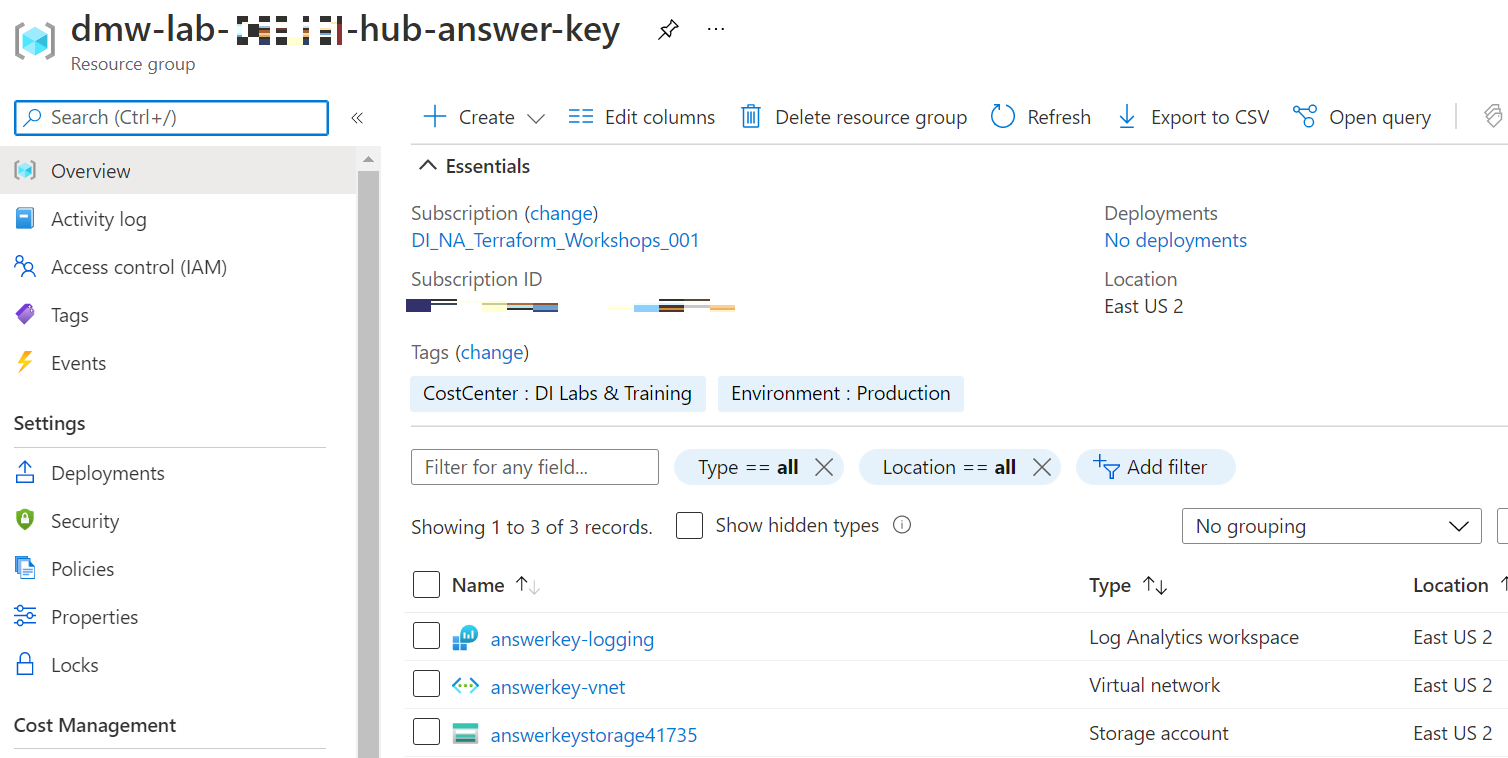 dmw-lab- -hub-answer-key ...
Resource group
Search (Ctrl+/) «
Create Edit columns Delete resource group Refresh Export to CSV Open query
Overview
Activity log
Access control (IAM)
Tags
Events
Settings
Deployments
Security
Policies
Properties
Locks
Cost Management
Essentials
Subscription (change)
DI_NA_Terraform_Workshops_001
Subscription ID
Deployments
No deployments
Location
East US 2
Tags (change)
CostCenter : DI Labs & Training Environment : Production
Filter for any field... Type == all Location == all Add filter
Showing 1 to 3 of 3 records. Show hidden types No grouping
Name Type Location
answerkey-logging Log Analytics workspace East US 2
answerkey-vnet Virtual network East US 2
answerkeystorage41735 Storage account East US 2